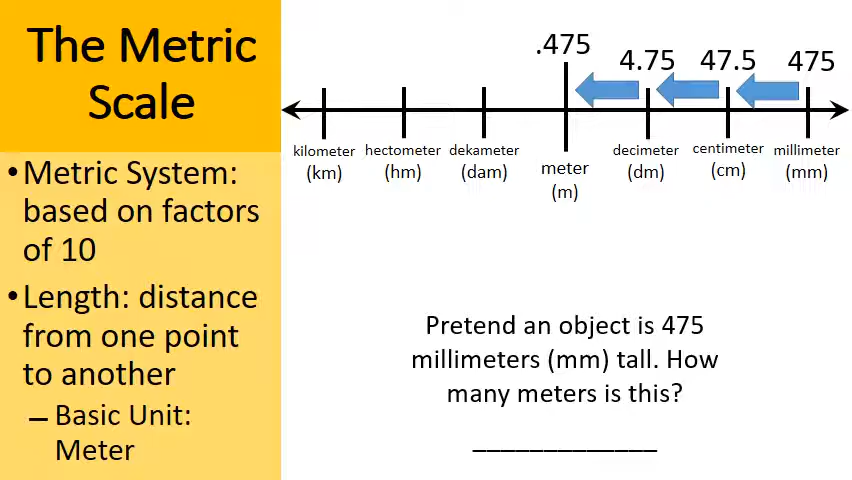 The Metric
Scale
•Metric System:
based on factors
of 10
•Length: distance
from one point
to another
– Basic Unit:
Meter
.475 4.75 47.5 475
kilometer hectometer dekameter meter decimeter centimeter millimeter
(km) (hm) (dam) (m) (dm) (cm) (mm)
Pretend an object is 475
millimeters (mm) tall. How
many meters is this?
_____________